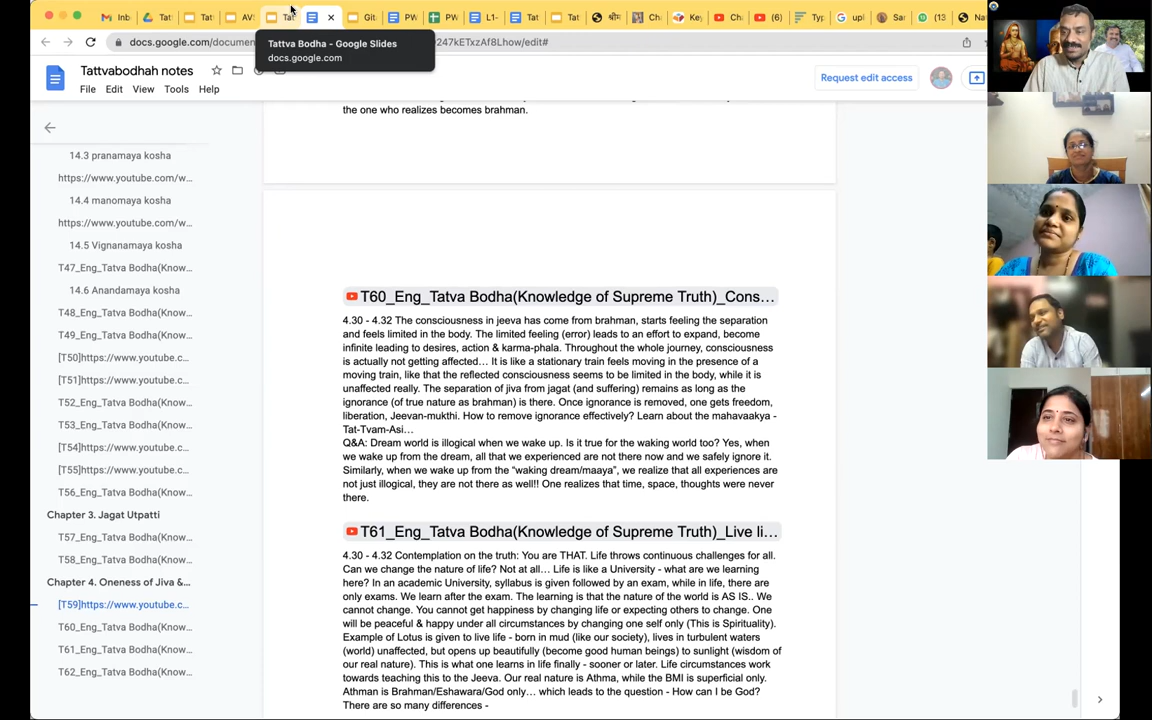 Inb
Tat
Tat
AV
Tat
Git
PW
PW
L1-
Tat
Tat
श्री
Ch
Key
Ch
(6)
Typ
upl
Sar
(13
Na
docs.google.com/documen
247kETxzAf8Lhow/edit#
Tattva Bodha - Google Slides
docs.google.com
Tattvabodhah notes
File Edit View Tools Help
Request edit access
the one who realizes becomes brahman.
14.3 pranamaya kosha
https://www.youtube.com/w...
14.4 manomaya kosha
https://www.youtube.com/w...
14.5 Vignanamaya kosha
T47_Eng_Tatva Bodha(Know...
14.6 Anandamaya kosha
T48_Eng_Tatva Bodha(Know...
T49_Eng_Tatva Bodha(Know...
[T50]https://www.youtube.c...
[T51]https://www.youtube.c...
T52_Eng_Tatva Bodha(Know...
T53_Eng_Tatva Bodha(Know...
[T54]https://www.youtube.c...
[T55]https://www.youtube.c...
T56_Eng_Tatva Bodha(Know...
Chapter 3. Jagat Utpatti
T57_Eng_Tatva Bodha(Know...
T58_Eng_Tatva Bodha(Know...
Chapter 4. Oneness of Jiva &...
[T59]https://www.youtube.c...
T60_Eng_Tatva Bodha(Know...
T61_Eng_Tatva Bodha(Know...
T62_Eng_Tatva Bodha(Know...
T60_Eng_Tatva Bodha(Knowledge of Supreme Truth)_Cons...
4.30 - 4.32 The consciousness in jeeva has come from brahman, starts feeling the separation
and feels limited in the body. The limited feeling (error) leads to an effort to expand, become
infinite leading to desires, action & karma-phala. Throughout the whole journey, consciousness
is actually not getting affected... It is like a stationary train feels moving in the presence of a
moving train, like that the reflected consciousness seems to be limited in the body, while it is
unaffected really. The separation of jiva from jagat (and suffering) remains as long as the
ignorance (of true nature as brahman) is there. Once ignorance is removed, one gets freedom,
liberation, Jeevan-mukthi. How to remove ignorance effectively? Learn about the mahavaakya -
Tat-Tvam-Asi...
Q&A: Dream world is illogical when we wake up. Is it true for the waking world too? Yes, when
we wake up from the dream, all that we experienced are not there now and we safely ignore it.
Similarly, when we wake up from the “waking dream/maaya”, we realize that all experiences are
not just illogical, they are not there as well!! One realizes that time, space, thoughts were never
there.
T61_Eng_Tatva Bodha(Knowledge of Supreme Truth)_Live li...
4.30 - 4.32 Contemplation on the truth: You are THAT. Life throws continuous challenges for all.
Can we change the nature of life? Not at all... Life is like a University - what are we learning
here? In an academic University, syllabus is given followed by an exam, while in life, there are
only exams. We learn after the exam. The learning is that the nature of the world is AS IS.. We
cannot change. You cannot get happiness by changing life or expecting others to change. One
will be peaceful & happy under all circumstances by changing one self only (This is Spirituality).
Example of Lotus is given to live life - born in mud (like our society), lives in turbulent waters
(world) unaffected, but opens up beautifully (become good human beings) to sunlight (wisdom of
our real nature). This is what one learns in life finally - sooner or later. Life circumstances work
towards teaching this to the Jeeva. Our real nature is Athma, while the BMI is superficial only.
Athman is Brahman/Eshawara/God only... which leads to the question - How can I be God?
There are so many differences -